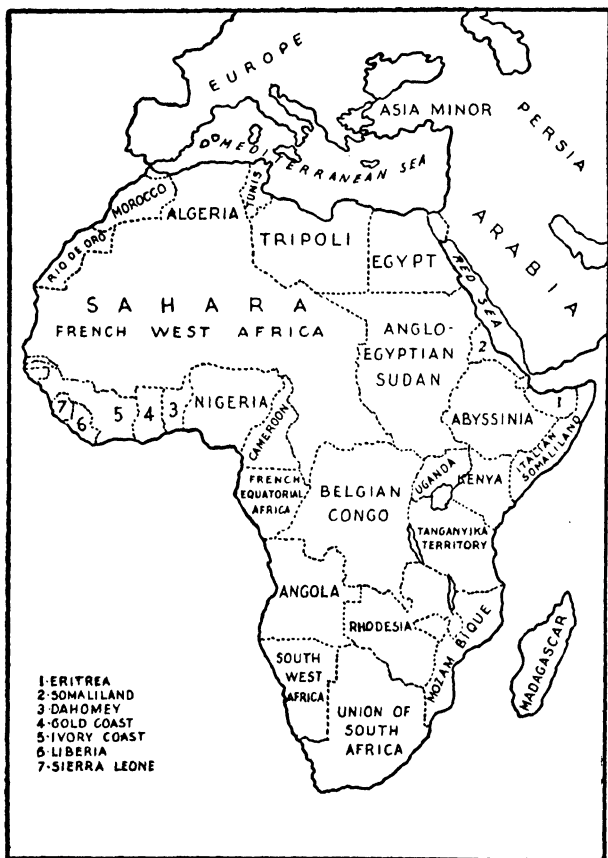 EUROPE
ASIA MINOR
PERSIA
MEDITERRANEAN SEA
MOROCCO
ALGERIA
TUNIS
TRIPOLI
EGYPT
RED SEA
ARABIA
RIO DE ORO
SAHARA
FRENCH WEST AFRICA
ANGLO-
EGYPTIAN
SUDAN
2
1
7
6
5
4
3
NIGERIA
CAMEROON
ABYSSINIA
ITALIAN
SOMALILAND
FRENCH
EQUATORIAL
AFRICA
BELGIAN
CONGO
UGANDA
KENYA
TANGANYIKA
TERRITORY
ANGOLA
RHODESIA
MOZAMBIQUE
MADAGASCAR
SOUTH
WEST
AFRICA
UNION OF
SOUTH
AFRICA
1-ERITREA
2-SOMALILAND
3-DAHOMEY
4-GOLD COAST
5-IVORY COAST
6-LIBERIA
7-SIERRA LEONE